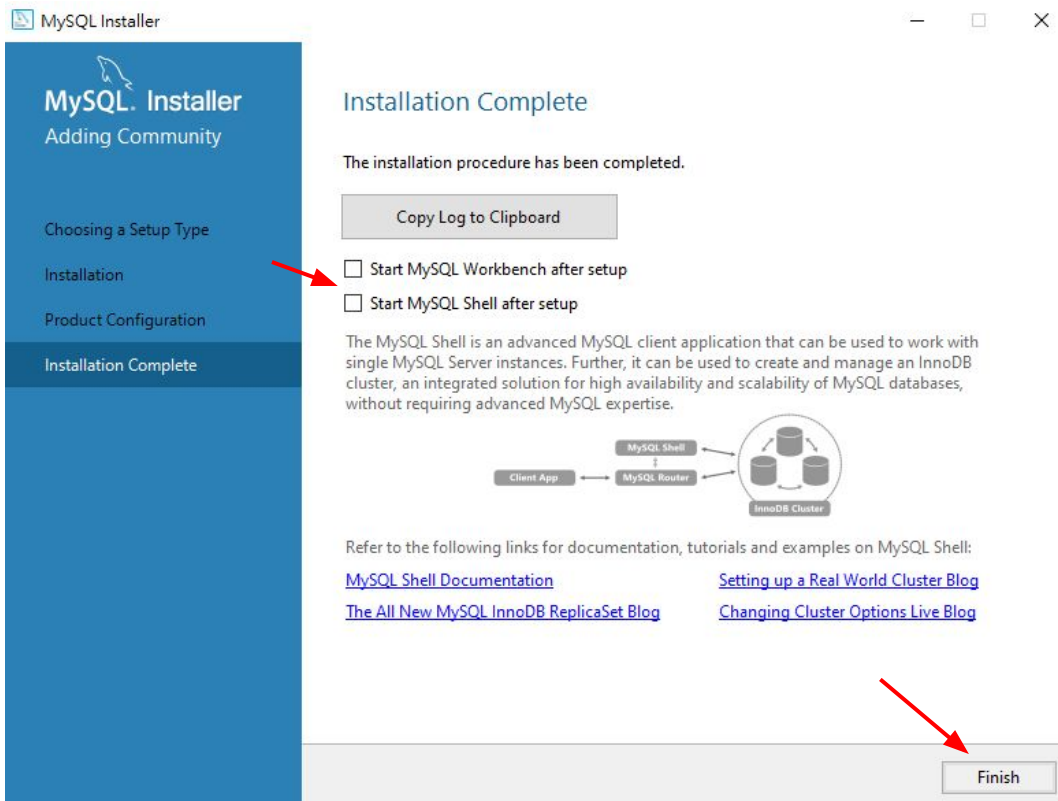 MySQL Installer
MySQL. Installer
Adding Community
Choosing a Setup Type
Installation
Product Configuration
Installation Complete
Installation Complete
The installation procedure has been completed.
Copy Log to Clipboard
Start MySQL Workbench after setup
Start MySQL Shell after setup
The MySQL Shell is an advanced MySQL client application that can be used to work with
single MySQL Server instances. Further, it can be used to create and manage an InnoDB
cluster, an integrated solution for high availability and scalability of MySQL databases,
without requiring advanced MySQL expertise.
MySQL Shell
Client App
MySQL Router
InnoDB Cluster
Refer to the following links for documentation, tutorials and examples on MySQL Shell:
MySQL Shell Documentation
Setting up a Real World Cluster Blog
The All New MySQL InnoDB ReplicaSet Blog
Changing Cluster Options Live Blog
Finish